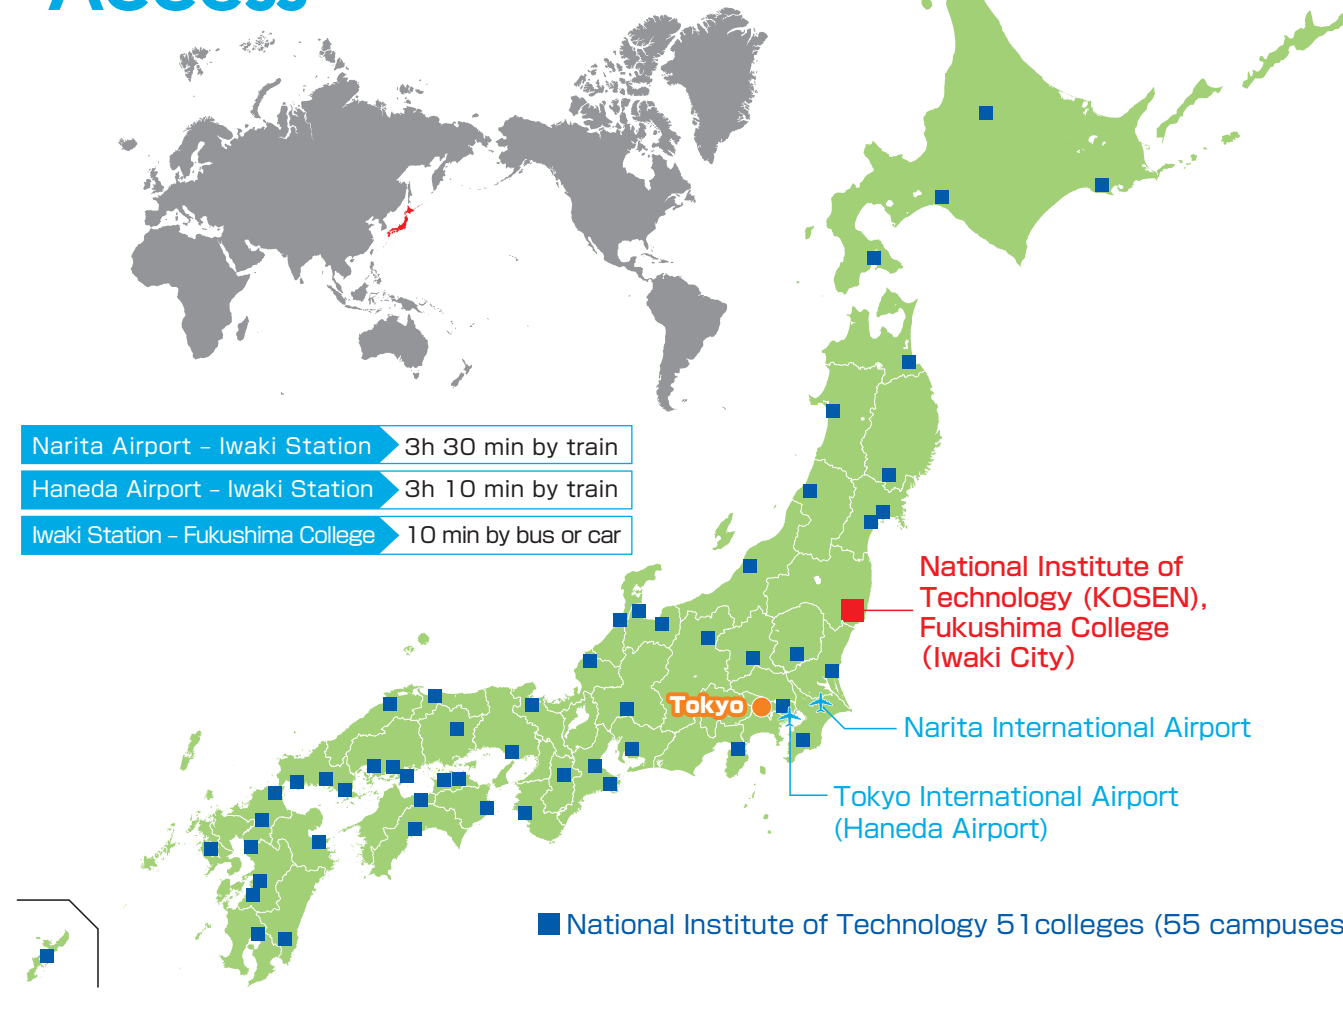 Access
Narita Airport – Iwaki Station 3h 30 min by train
Haneda Airport – Iwaki Station 3h 10 min by train
Iwaki Station – Fukushima College 10 min by bus or car
National Institute of
Technology (KOSEN),
Fukushima College
(Iwaki City)
Tokyo
Narita International Airport
Tokyo International Airport
(Haneda Airport)
National Institute of Technology 51colleges (55 campuses